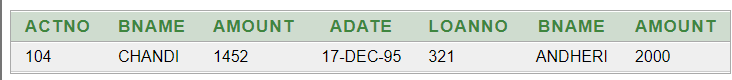 ACTNO BNAME AMOUNT ADATE LOANNO BNAME AMOUNT
104 CHANDI 1452 17-DEC-95 321 ANDHERI 2000